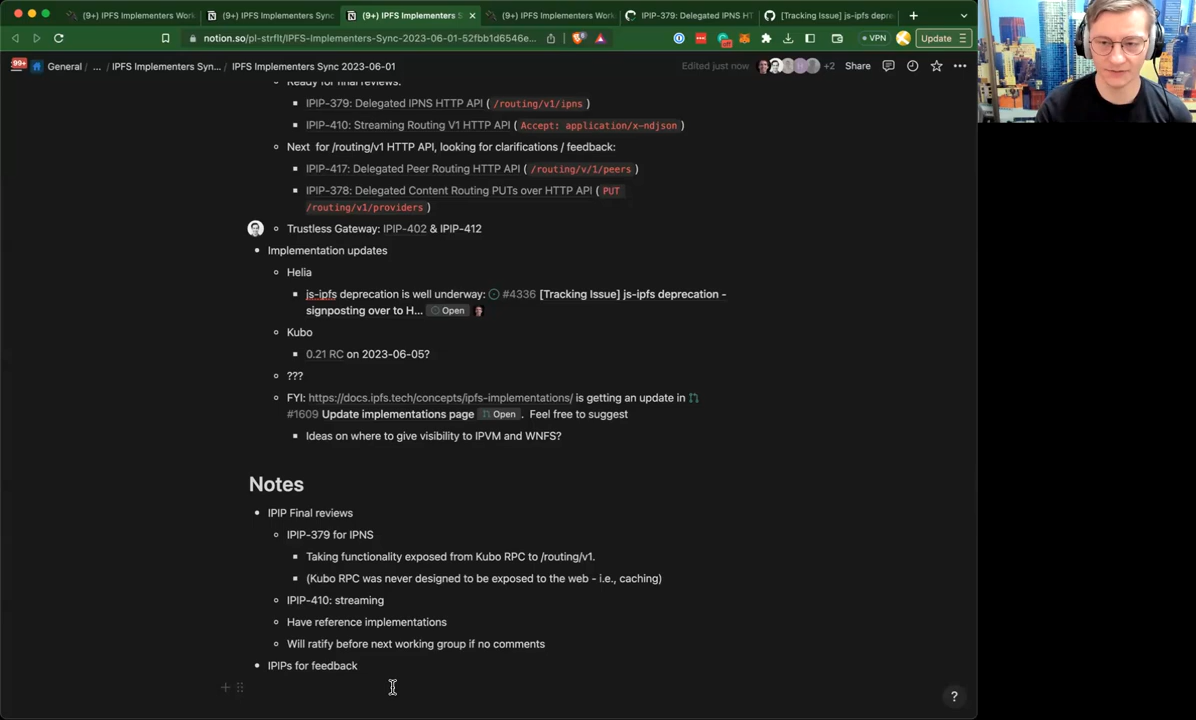 (9+) IPFS Implementers Work
(9+) IPFS Implementers Sync
(9+) IPFS Implementers S
(9+) IPFS Implementers Work
IPIP-379: Delegated IPNS HT
[Tracking Issue] js-ipfs depre
notion.so/pl-strflt/IPFS-Implementers-Sync-2023-06-01-52fbb1d6546e...
VPN
Update
99+
General / ... / IPFS Implementers Syn... / IPFS Implementers Sync 2023-06-01
Edited just now
+2
Share
Ready for final reviews:
IPIP-379: Delegated IPNS HTTP API ( /routing/v1/ipns )
IPIP-410: Streaming Routing V1 HTTP API ( Accept: application/x-ndjson )
Next for /routing/v1 HTTP API, looking for clarifications / feedback:
IPIP-417: Delegated Peer Routing HTTP API ( /routing/v/1/peers )
IPIP-378: Delegated Content Routing PUTs over HTTP API ( PUT
/routing/v1/providers )
Trustless Gateway: IPIP-402 & IPIP-412
Implementation updates
Helia
js-ipfs deprecation is well underway: #4336 [Tracking Issue] js-ipfs deprecation -
signposting over to H... Open
Kubo
0.21 RC on 2023-06-05?
???
FYI: https://docs.ipfs.tech/concepts/ipfs-implementations/ is getting an update in
#1609 Update implementations page Open . Feel free to suggest
Ideas on where to give visibility to IPVM and WNFS?
Notes
IPIP Final reviews
IPIP-379 for IPNS
Taking functionality exposed from Kubo RPC to /routing/v1.
(Kubo RPC was never designed to be exposed to the web - i.e., caching)
IPIP-410: streaming
Have reference implementations
Will ratify before next working group if no comments
IPIPs for feedback
?